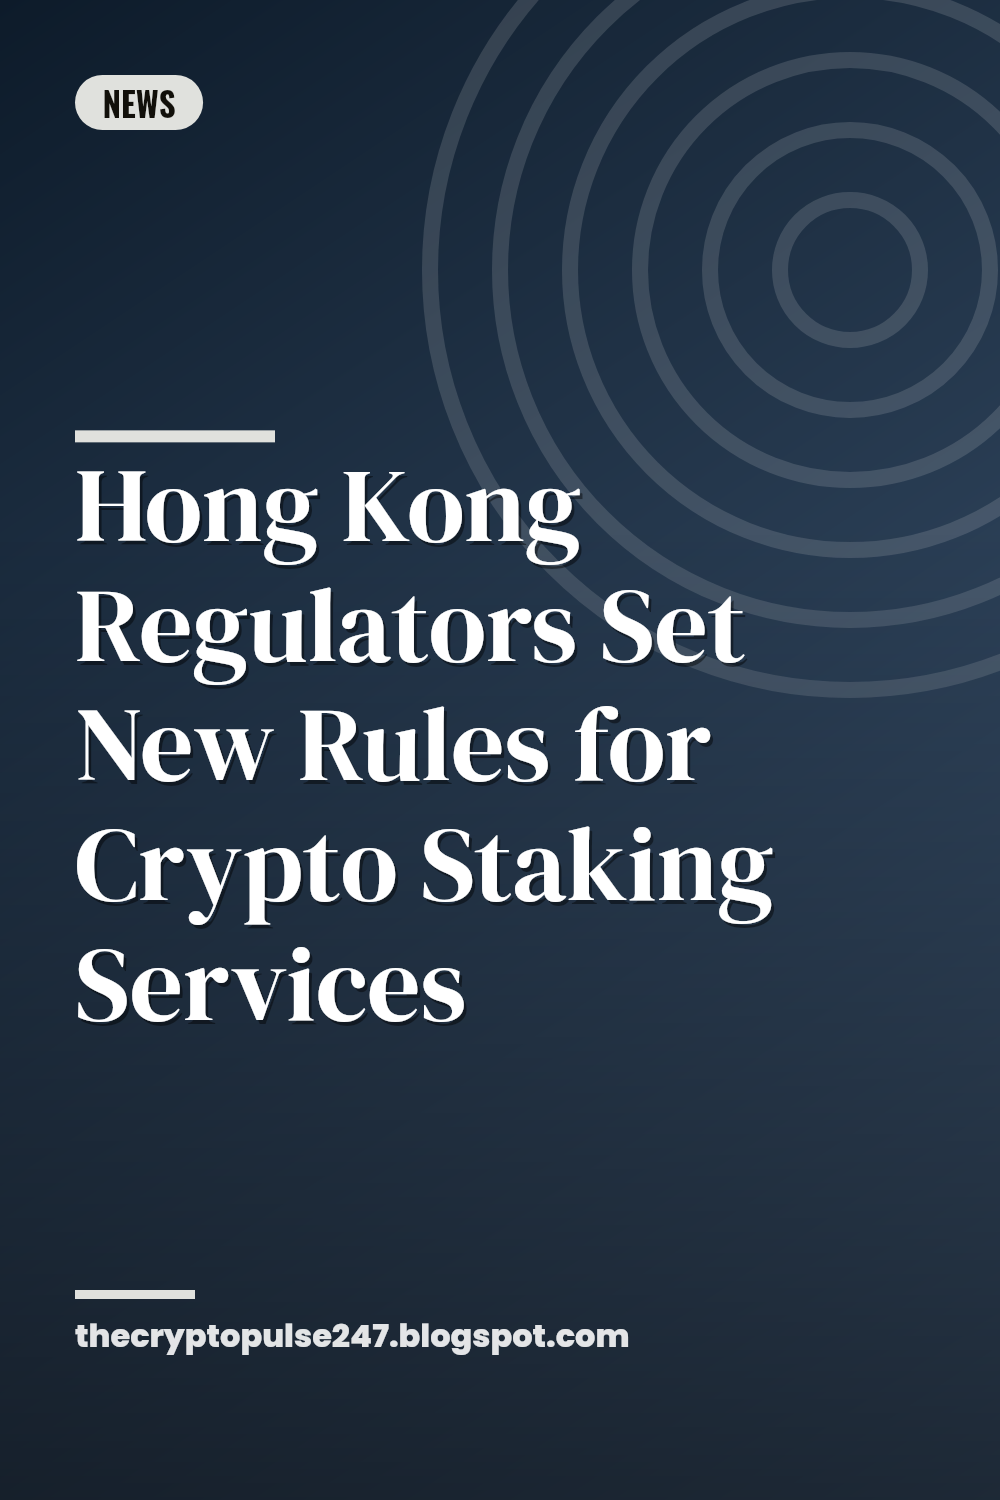 NEWS
Hong Kong
Regulators Set
New Rules for
Crypto Staking
Services
thecryptopulse247.blogspot.com